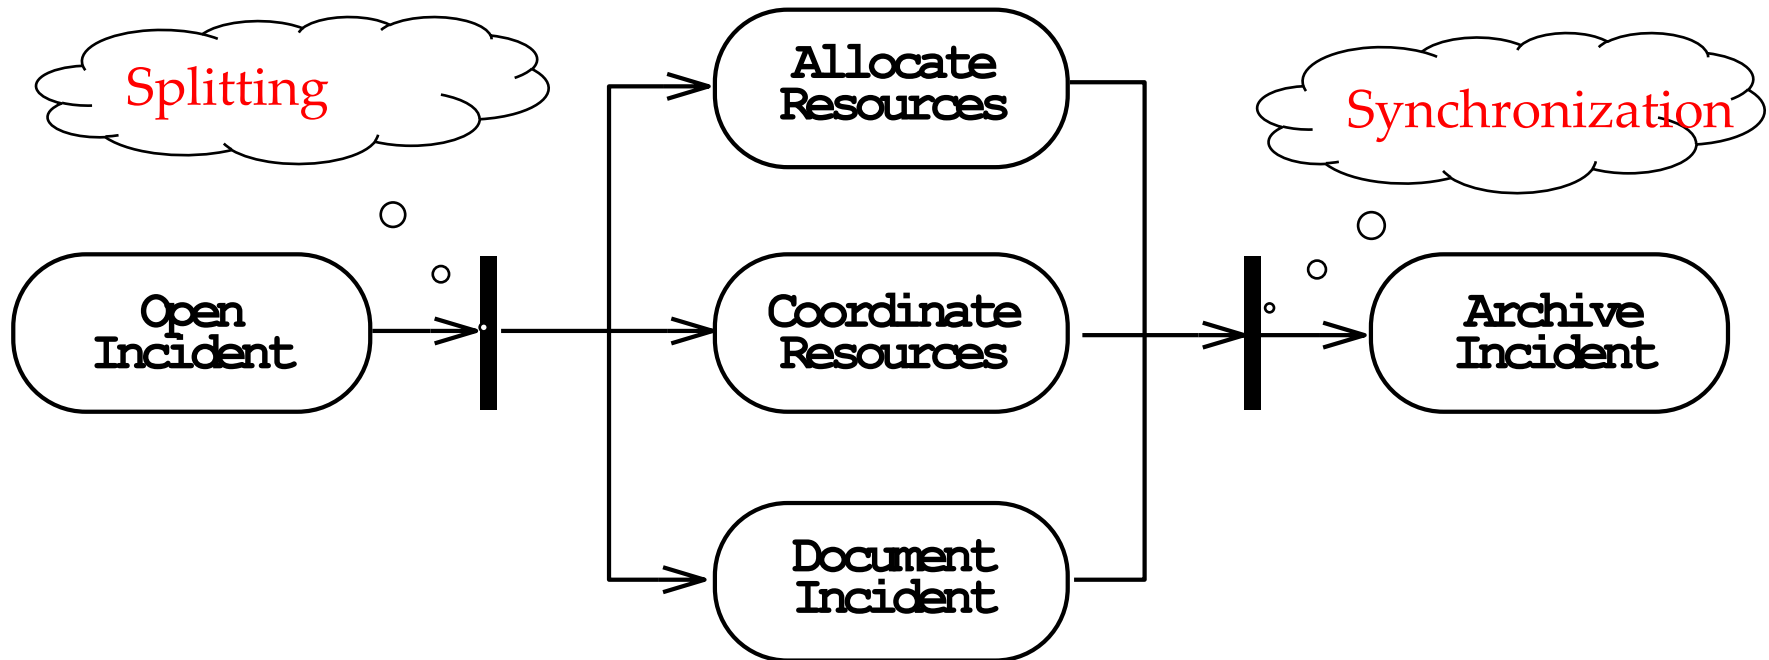 Splitting
Synchronization
Allocate
Resources
Open
Incident
Coordinate
Resources
Archive
Incident
Document
Incident